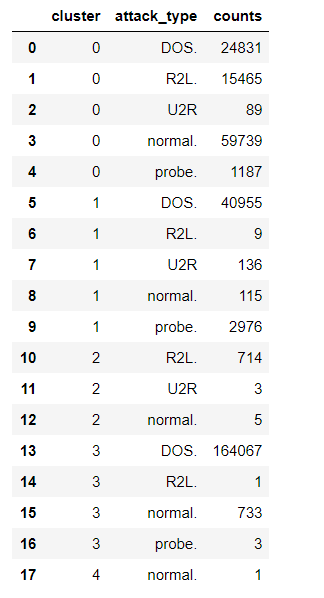 cluster attack_type counts
0 0 DOS. 24831
1 0 R2L. 15465
2 0 U2R 89
3 0 normal. 59739
4 0 probe. 1187
5 1 DOS. 40955
6 1 R2L. 9
7 1 U2R 136
8 1 normal. 115
9 1 probe. 2976
10 2 R2L. 714
11 2 U2R 3
12 2 normal. 5
13 3 DOS. 164067
14 3 R2L. 1
15 3 normal. 733
16 3 probe. 3
17 4 normal. 1